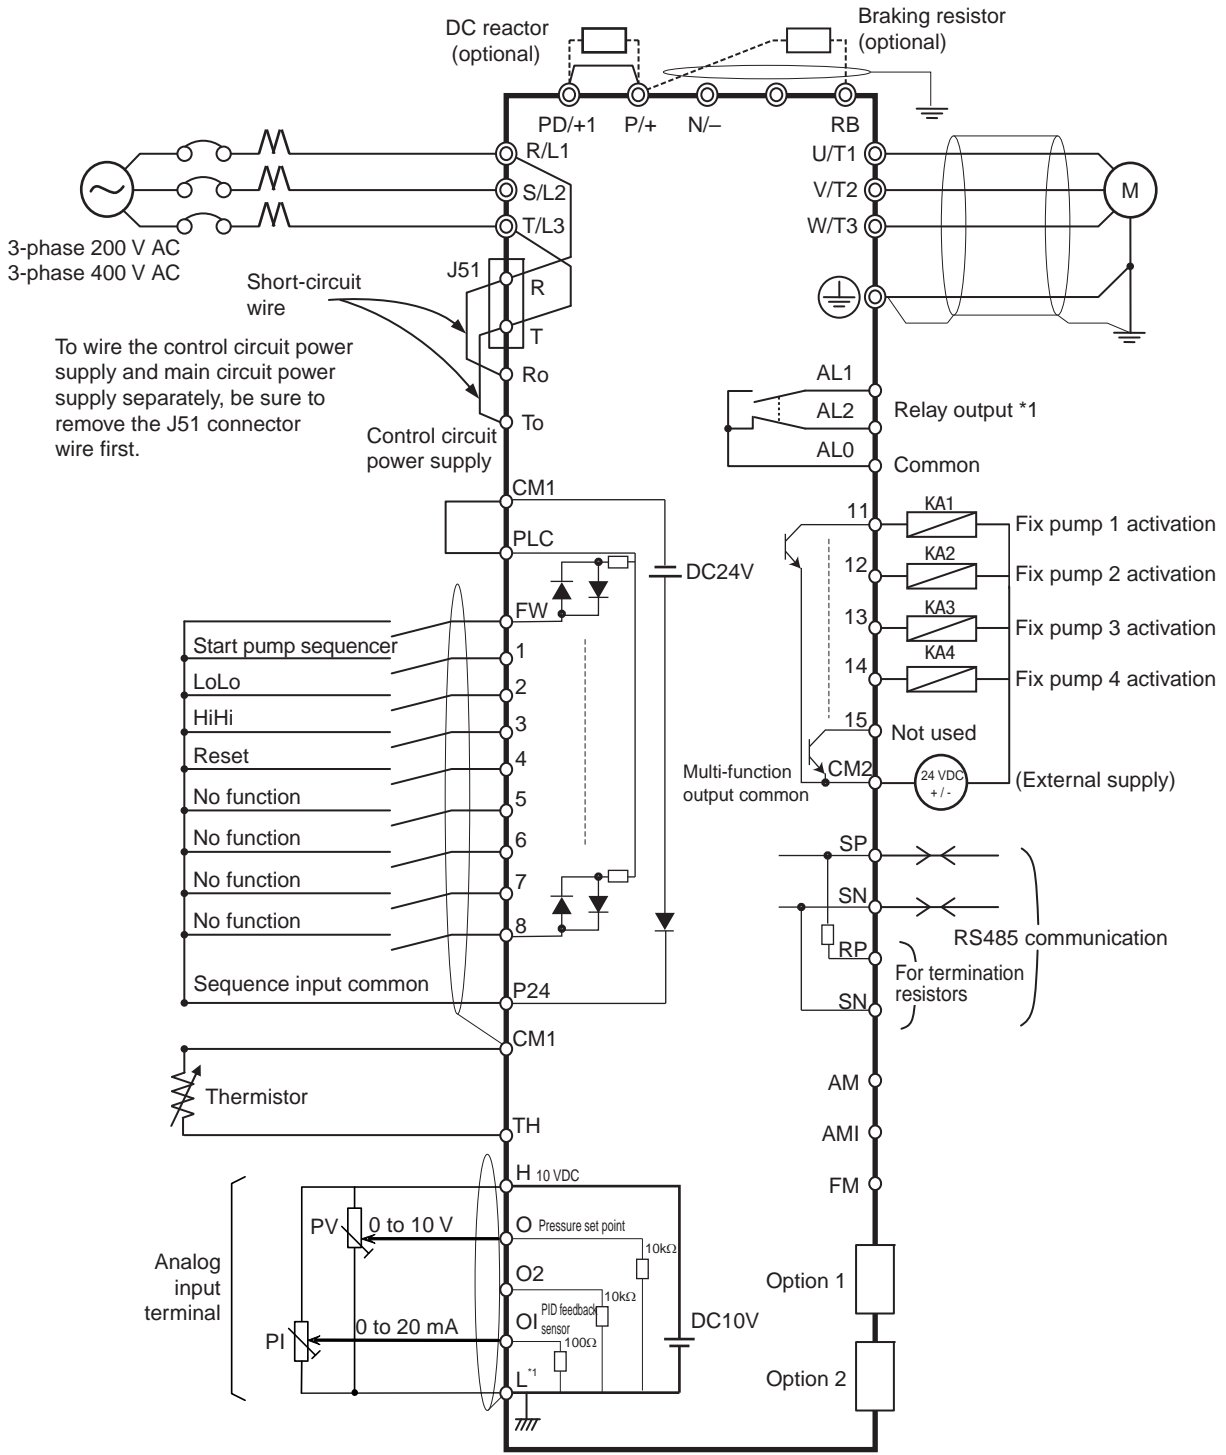 DC reactor
(optional)
Braking resistor
(optional)
PD/+1
P/+
N/–
RB
R/L1
S/L2
T/L3
U/T1
V/T2
W/T3
M
3-phase 200 V AC
3-phase 400 V AC
Short-circuit
wire
J51
R
T
Ro
To
To wire the control circuit power
supply and main circuit power
supply separately, be sure to
remove the J51 connector
wire first.
Control circuit
power supply
AL1
AL2
AL0
Relay output *1
Common
CM1
PLC
DC24V
FW
Start pump sequencer
1
LoLo
2
HiHi
3
Reset
4
No function
5
No function
6
No function
7
No function
8
Sequence input common
P24
CM1
Thermistor
TH
11
KA1
Fix pump 1 activation
12
KA2
Fix pump 2 activation
13
KA3
Fix pump 3 activation
14
KA4
Fix pump 4 activation
15
Not used
Multi-function
output common
CM2
24 VDC
+ / -
(External supply)
SP
SN
RP
SN
RS485 communication
For termination
resistors
AM
AMI
FM
Analog
input
terminal
H 10 VDC
PV
0 to 10 V
O Pressure set point
10kΩ
O2
10kΩ
PI
0 to 20 mA
OI PID feedback
sensor
100Ω
DC10V
L*1
Option 1
Option 2